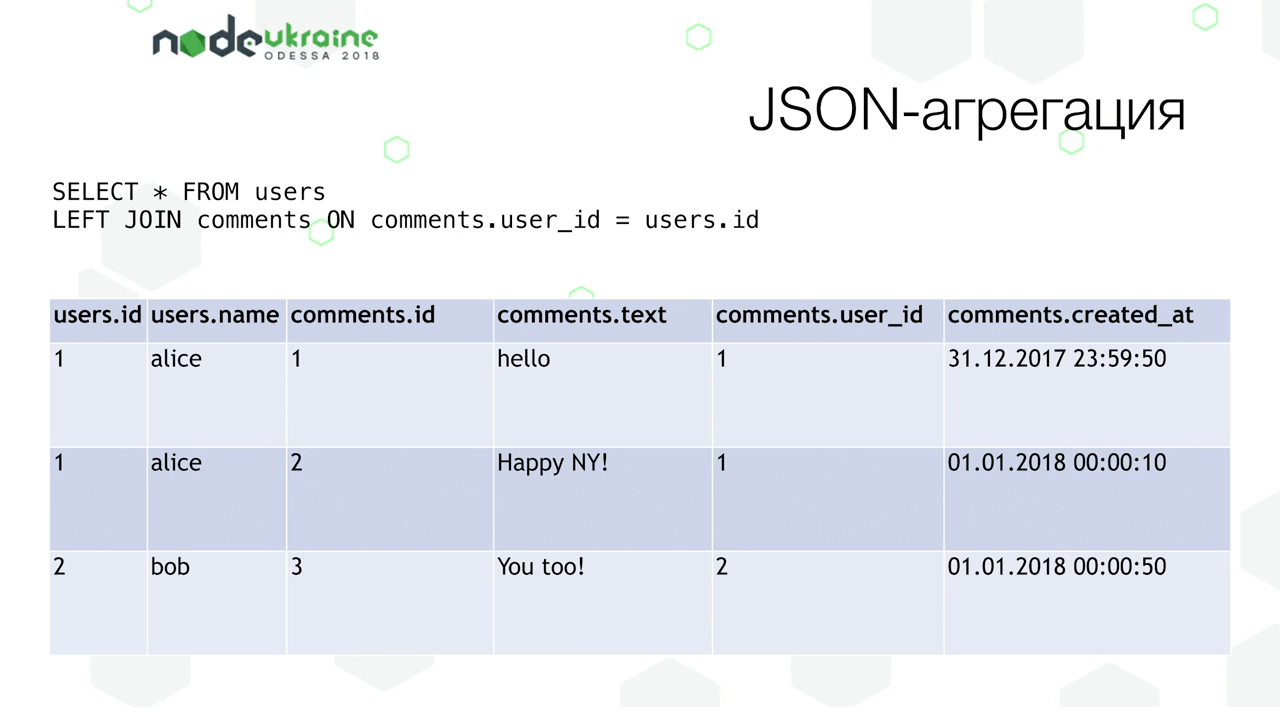 nodeukraine
ODESSA 2018
JSON-агрегация
SELECT * FROM users
LEFT JOIN comments ON comments.user_id = users.id
users.id users.name comments.id comments.text comments.user_id comments.created_at
1 alice 1 hello 1 31.12.2017 23:59:50
1 alice 2 Happy NY! 1 01.01.2018 00:00:10
2 bob 3 You too! 2 01.01.2018 00:00:50